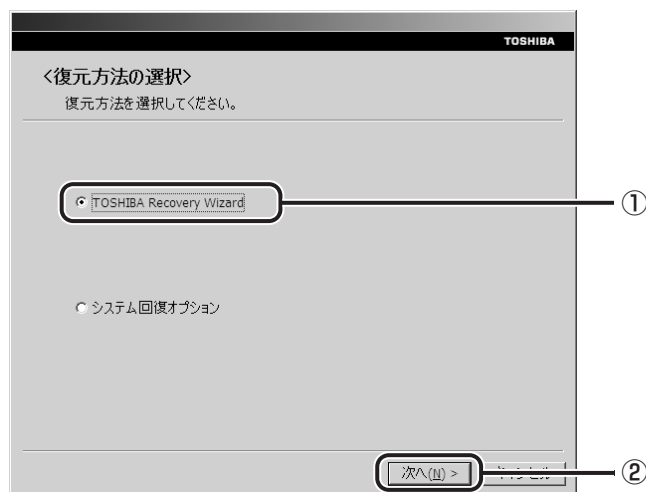 TOSHIBA
<復元方法の選択>
復元方法を選択してください。
TOSHIBA Recovery Wizard
①
システム回復オプション
次へ(N) >
②